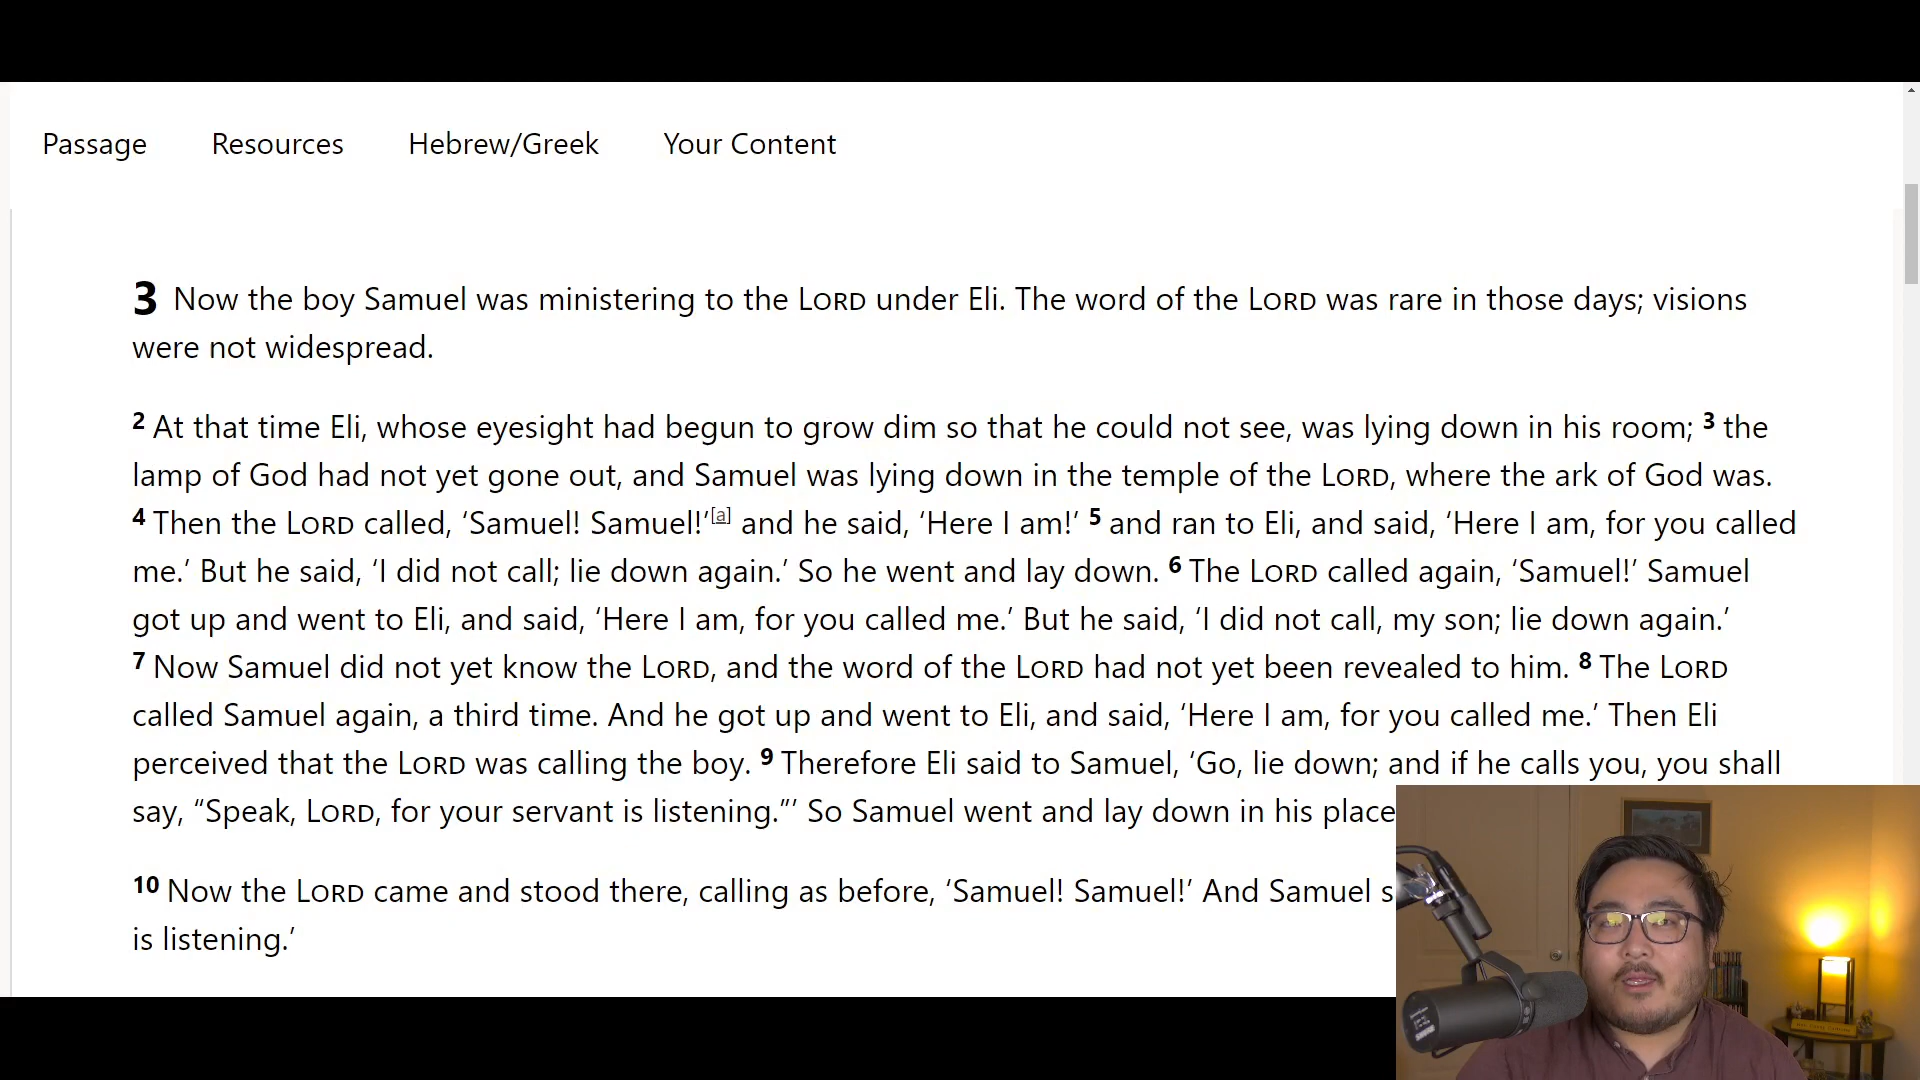 Passage Resources Hebrew/Greek Your Content
3 Now the boy Samuel was ministering to the LORD under Eli. The word of the LORD was rare in those days; visions
were not widespread.
2 At that time Eli, whose eyesight had begun to grow dim so that he could not see, was lying down in his room; 3 the
lamp of God had not yet gone out, and Samuel was lying down in the temple of the LORD, where the ark of God was.
4 Then the LORD called, ‘Samuel! Samuel!’[a] and he said, ‘Here I am!’ 5 and ran to Eli, and said, ‘Here I am, for you called
me.’ But he said, ‘I did not call; lie down again.’ So he went and lay down. 6 The LORD called again, ‘Samuel!’ Samuel
got up and went to Eli, and said, ‘Here I am, for you called me.’ But he said, ‘I did not call, my son; lie down again.’
7 Now Samuel did not yet know the LORD, and the word of the LORD had not yet been revealed to him. 8 The LORD
called Samuel again, a third time. And he got up and went to Eli, and said, ‘Here I am, for you called me.’ Then Eli
perceived that the LORD was calling the boy. 9 Therefore Eli said to Samuel, ‘Go, lie down; and if he calls you, you shall
say, “Speak, LORD, for your servant is listening.”’ So Samuel went and lay down in his place
10 Now the LORD came and stood there, calling as before, ‘Samuel! Samuel!’ And Samuel s
is listening.’